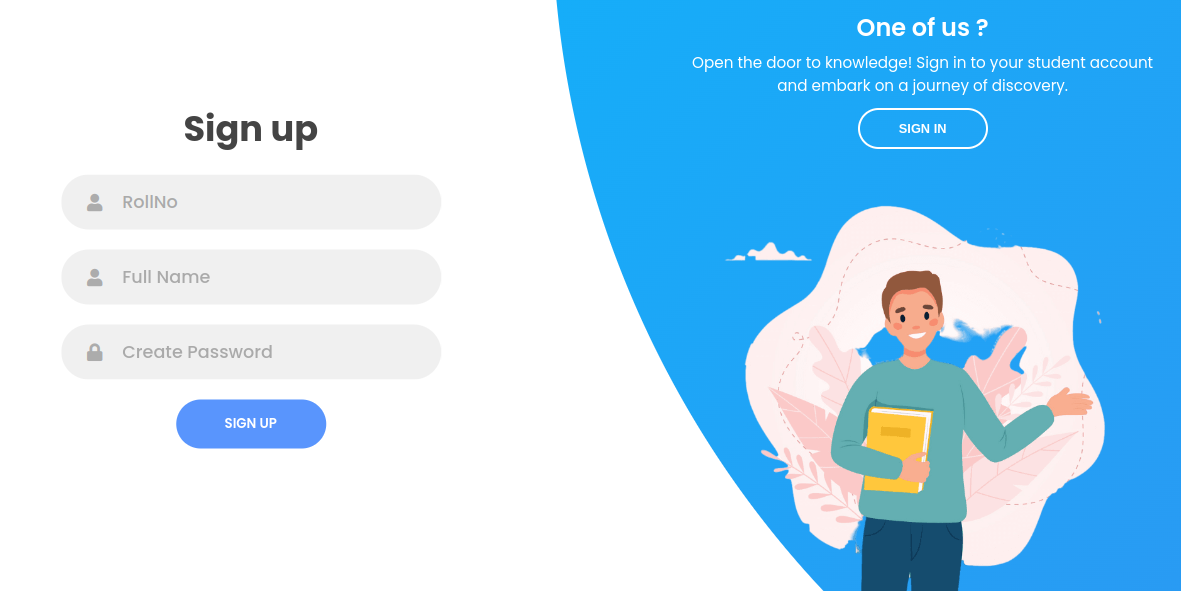 Sign up
RollNo
Full Name
Create Password
SIGN UP
One of us ?
Open the door to knowledge! Sign in to your student account
and embark on a journey of discovery.
SIGN IN